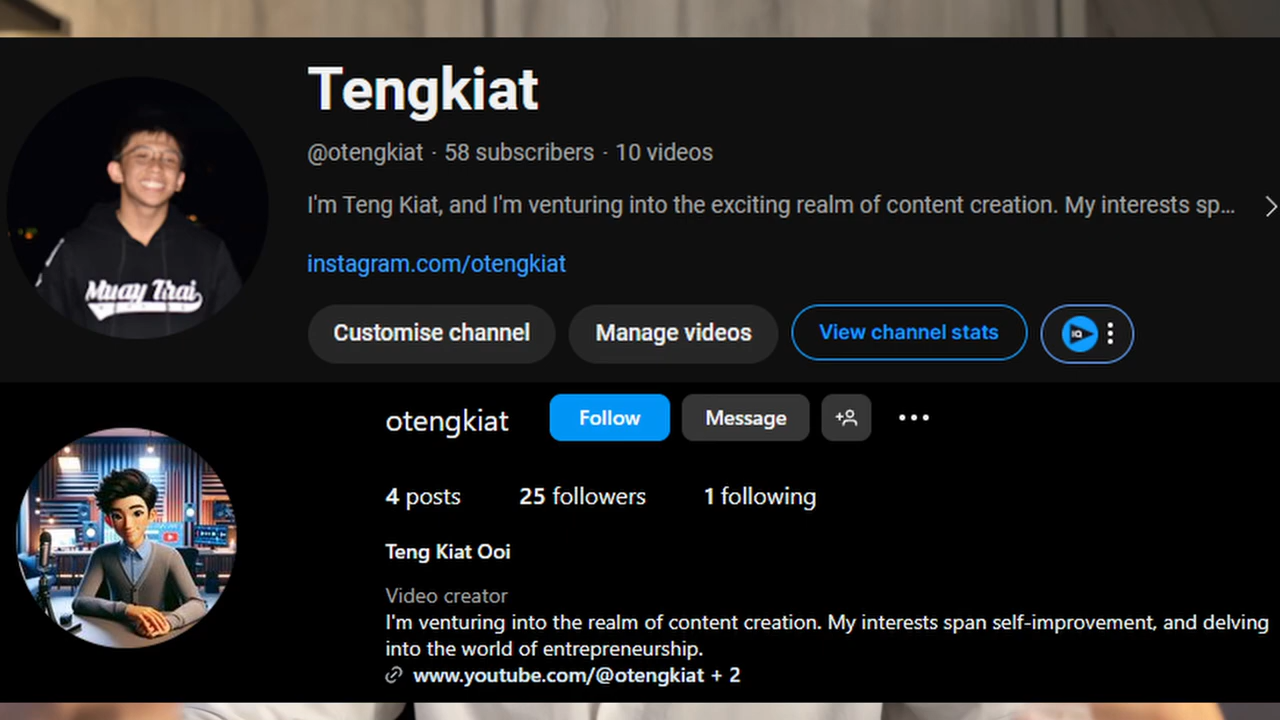 Tengkiat
@otengkiat · 58 subscribers · 10 videos
I'm Teng Kiat, and I'm venturing into the exciting realm of content creation. My interests sp...
instagram.com/otengkiat
Customise channel Manage videos View channel stats IQ
Muay Thai
otengkiat Follow Message
4 posts 25 followers 1 following
Teng Kiat Ooi
Video creator
I'm venturing into the realm of content creation. My interests span self-improvement, and delving
into the world of entrepreneurship.
www.youtube.com/@otengkiat + 2